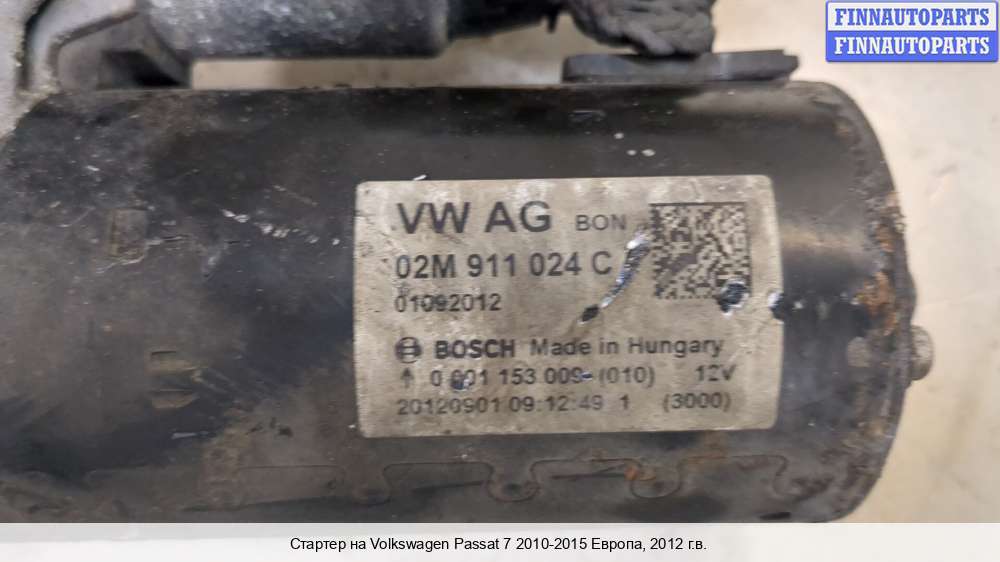 FINNAUTOPARTS
FINNAUTOPARTS
VW AG BON
02M 911 024 C
01092012
BOSCH Made in Hungary
0 001 153 009 (010) 12V
20120901 09:12:49 1 (3000)
Стартер на Volkswagen Passat 7 2010-2015 Европа, 2012 г.в.